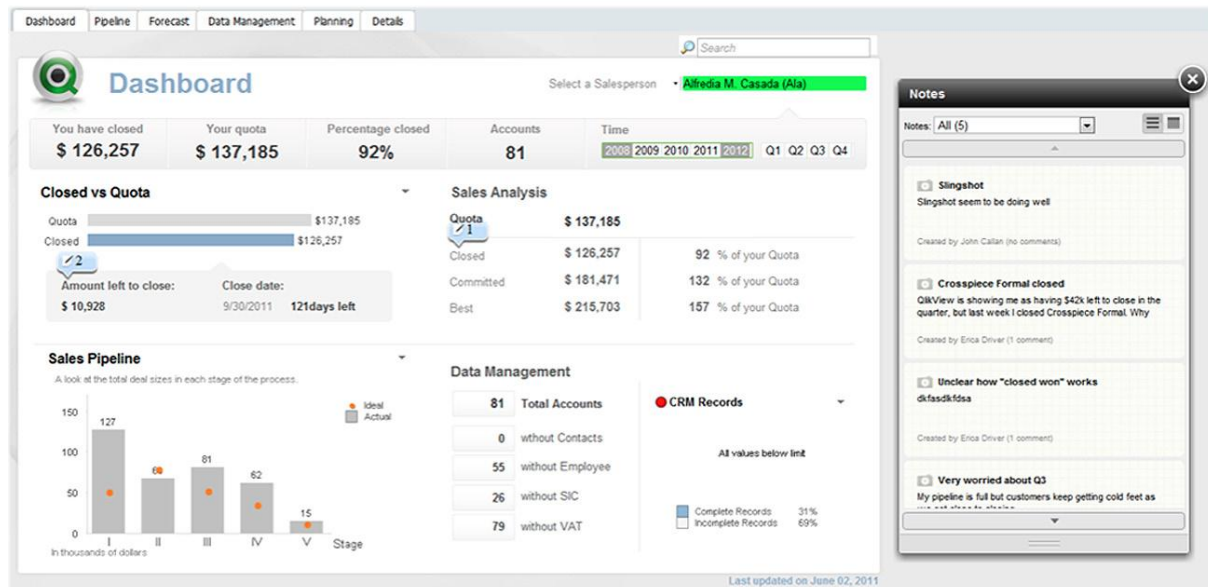 Dashboard Pipeline Forecast Data Management Planning Details
Search
Dashboard
Select a Salesperson Alfredia M. Casada (Ala)
You have closed Your quota Percentage closed Accounts Time
$ 126,257 $ 137,185 92% 81 2008 2009 2010 2011 2012 Q1 Q2 Q3 Q4
Closed vs Quota
Quota $137,185
Closed $126,257
2
Amount left to close: Close date:
$ 10,928 9/30/2011 121days left
Sales Analysis
Quota $ 137,185
1
Closed $ 126,257 92 % of your Quota
Committed $ 181,471 132 % of your Quota
Best $ 215,703 157 % of your Quota
Sales Pipeline
A look at the total deal sizes in each stage of the process.
Ideal
Actual
150
100
50
0
127
81
62
15
I II III IV V Stage
In thousands of dollars
Data Management
81 Total Accounts
0 wthout Contacts
55 without Employee
26 without SIC
79 without VAT
CRM Records
All values below limit
Complete Records 31%
Incomplete Records 69%
Last updated on June 02, 2011
Notes
Notes: All (5)
Slingshot
Slingshot seem to be doing well
Created by John Callan (no comments)
Crosspiece Formal closed
QlikView is showing me as having $42k left to close in the
quarter, but last week I closed Crosspiece Formal. Why
Created by Erica Driver (1 comment)
Unclear how "closed won" works
dkfasdkfdsa
Created by Erica Driver (1 comment)
Very worried about Q3
My pipeline is full but customers keep getting cold feet as